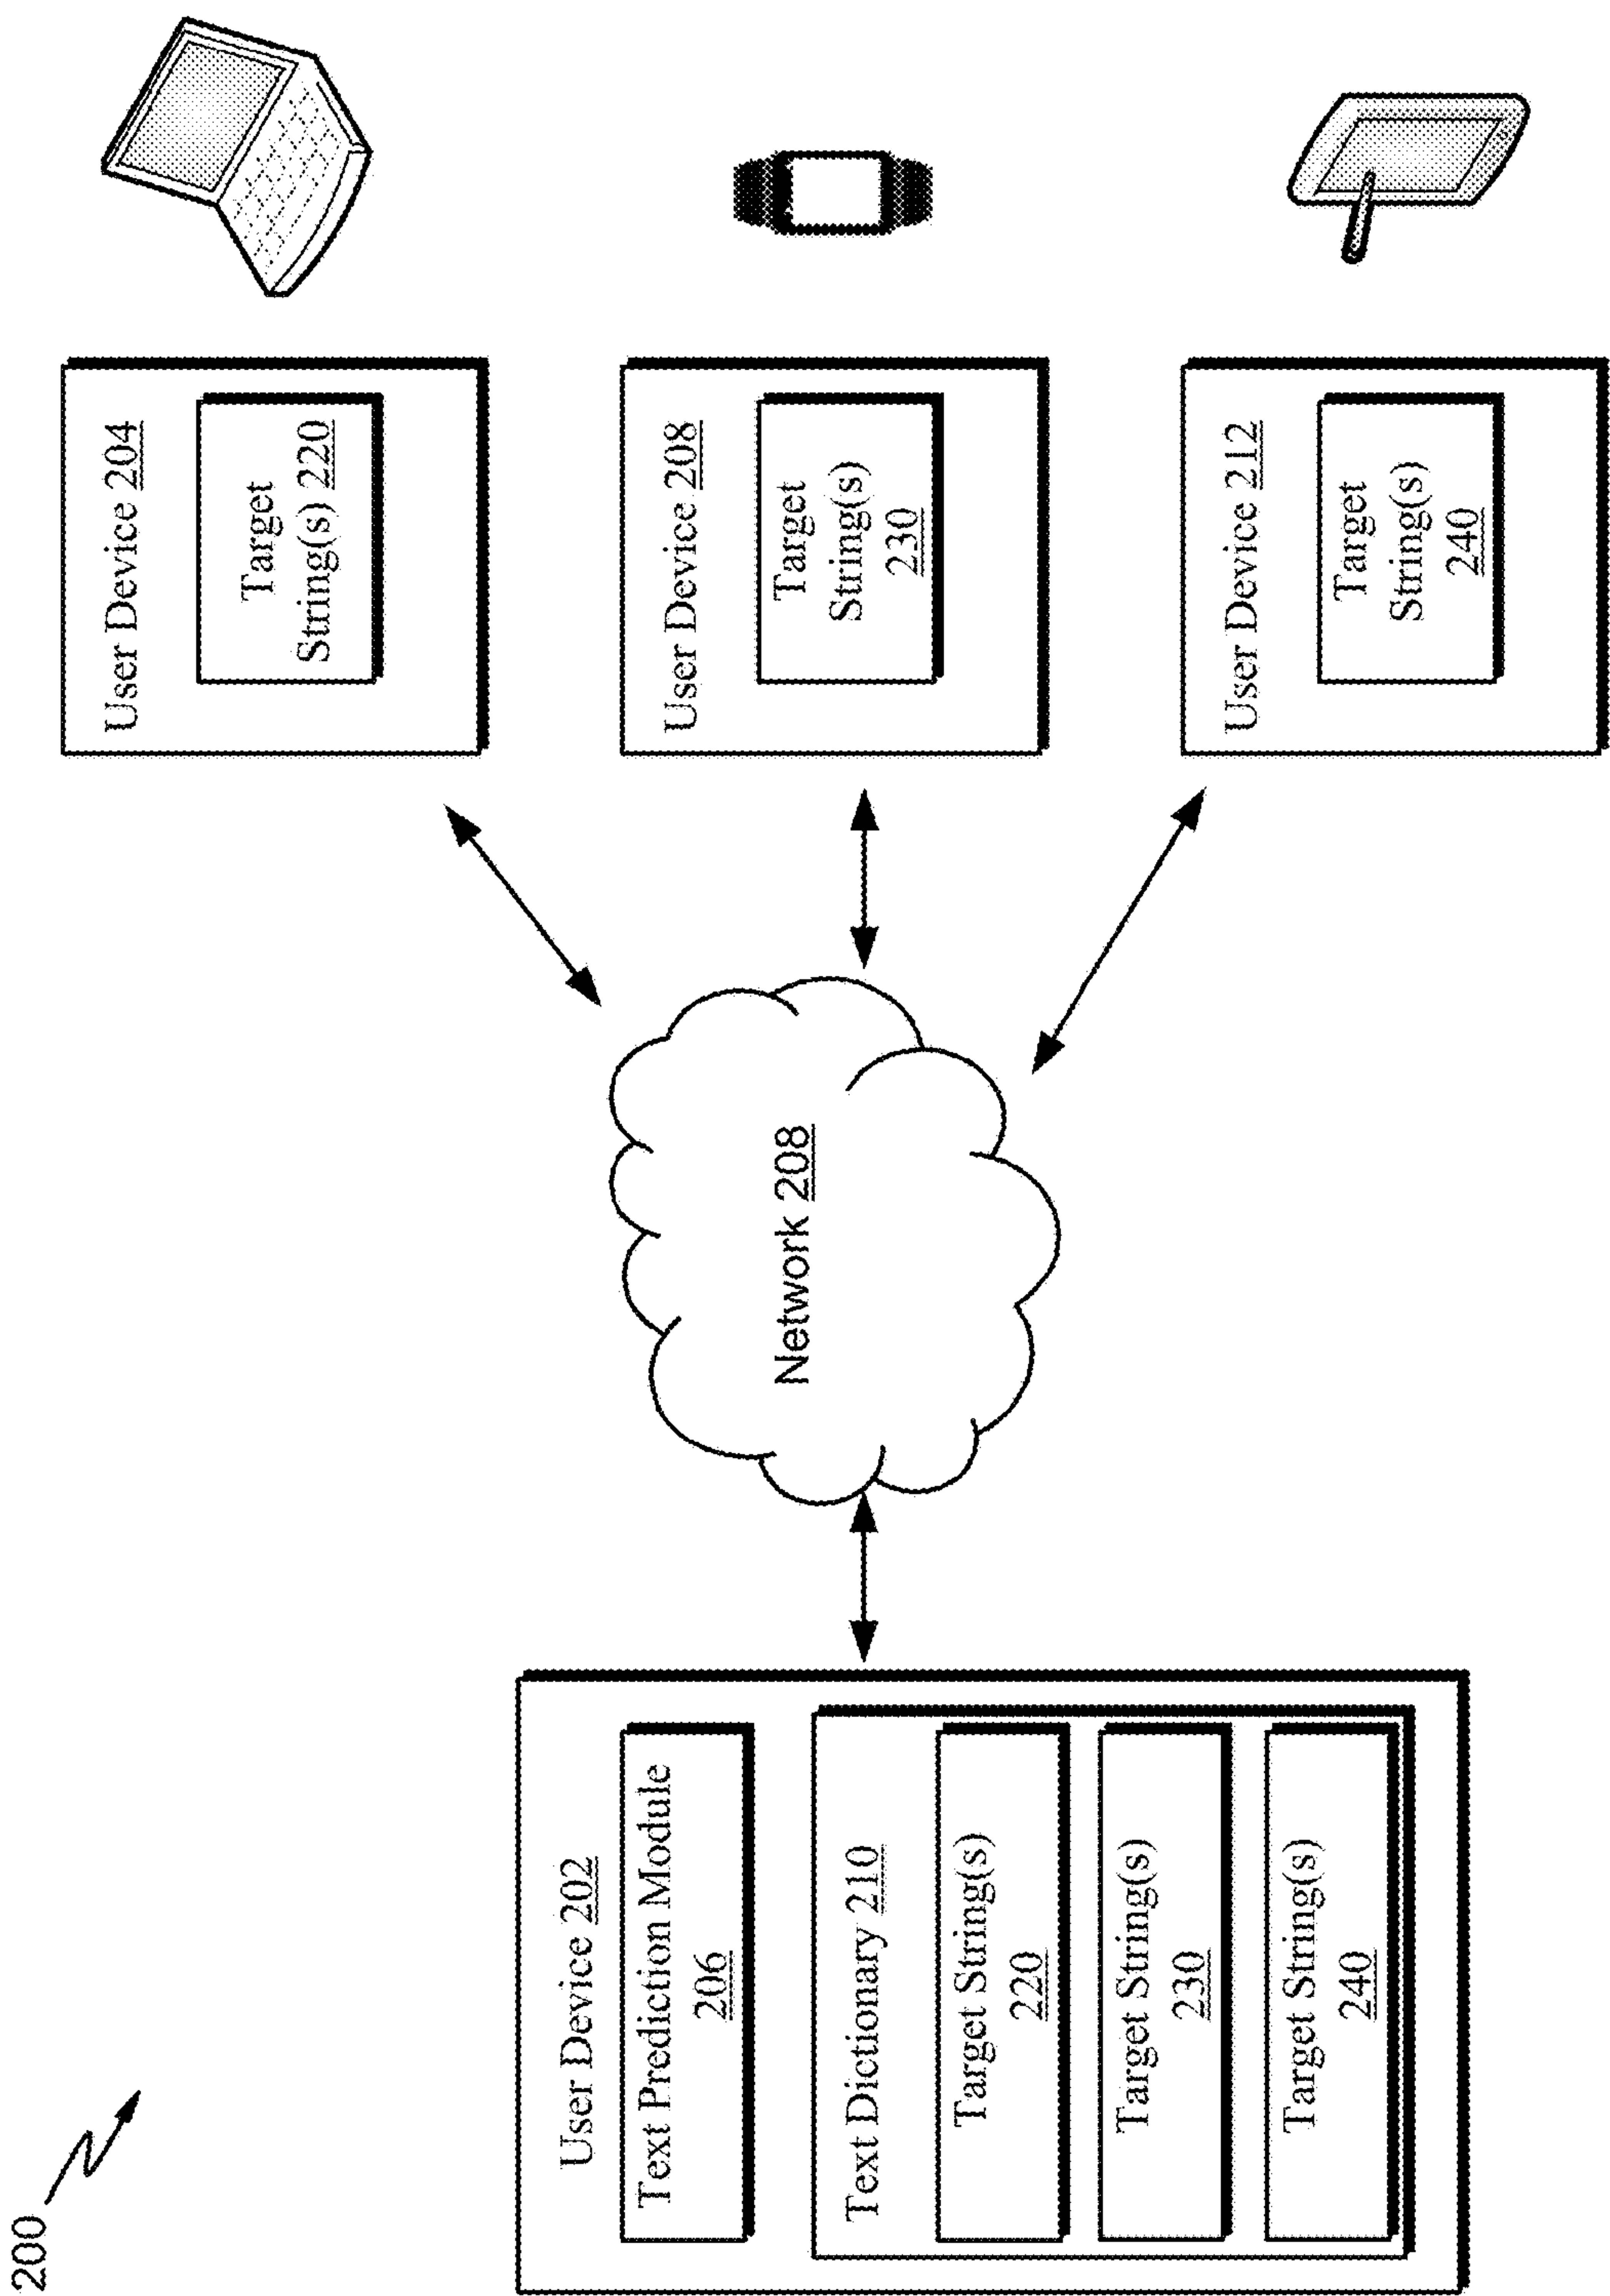 200
User Device 202
Text Prediction Module
206
Text Dictionary 210
Target String(s)
220
Target String(s)
230
Target String(s)
240
Network 208
User Device 204
Target
String(s) 220
User Device 208
Target
String(s)
230
User Device 212
Target
String(s)
240